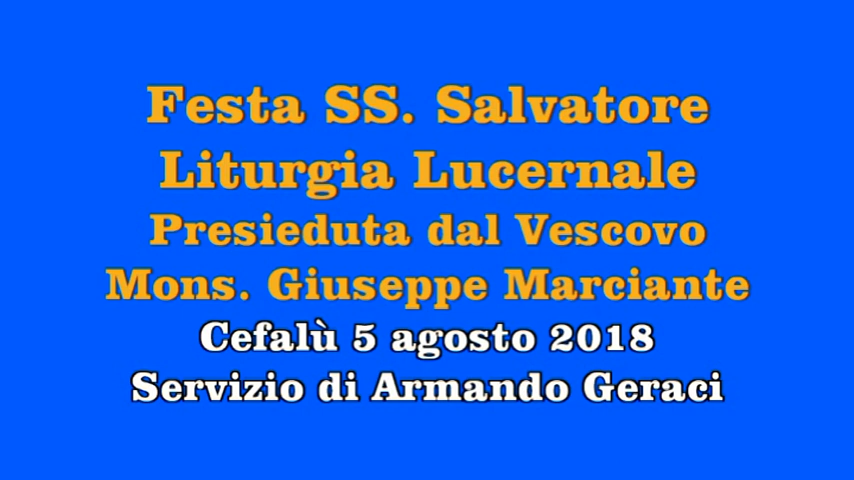 Festa SS. Salvatore
Liturgia Lucernale
Presieduta dal Vescovo
Mons. Giuseppe Marciante
Cefalù 5 agosto 2018
Servizio di Armando Geraci